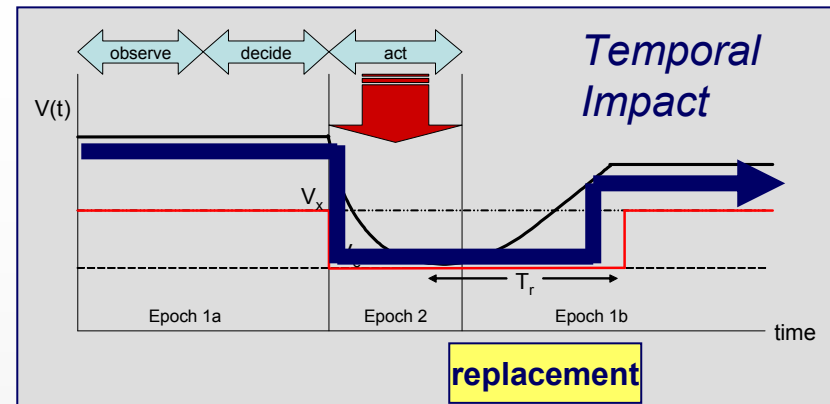 observe decide act
Temporal
Impact
V(t)
Vx
Tr
Epoch 1a Epoch 2 Epoch 1b
time
replacement